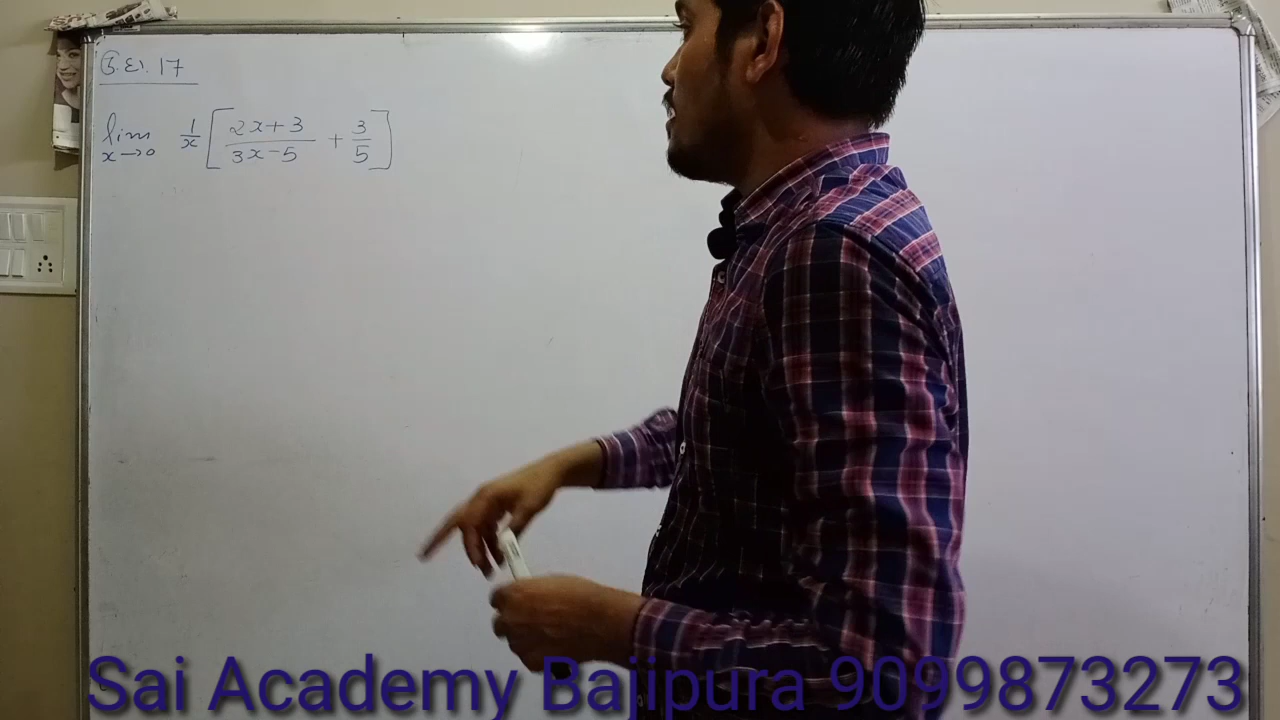 ઉ.દા. 17
lim x→0 1/x [ 2x+3 / 3x-5 + 3/5 ]
Sai Academy Bajipura 9099873273